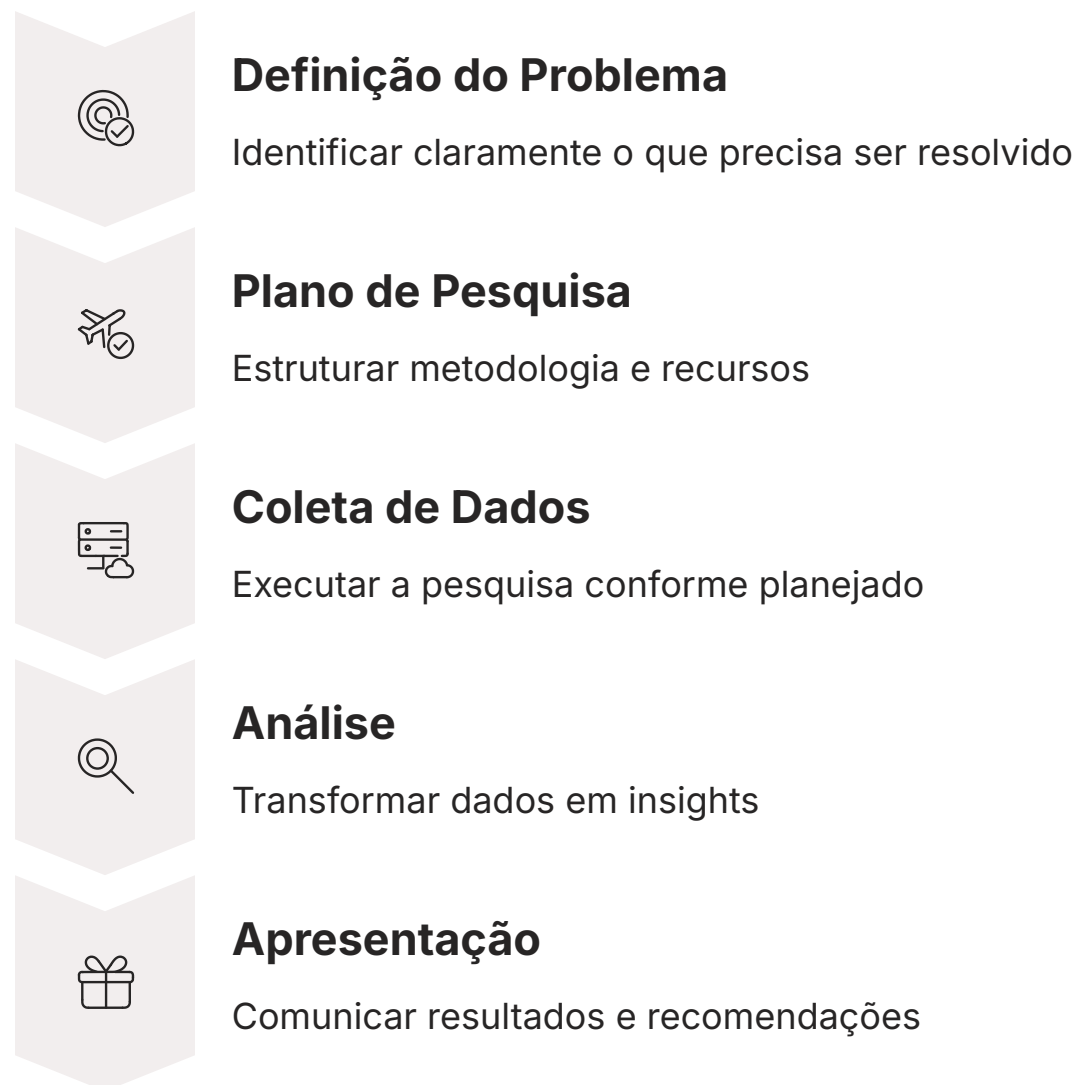 Definição do Problema
Identificar claramente o que precisa ser resolvido
Plano de Pesquisa
Estruturar metodologia e recursos
Coleta de Dados
Executar a pesquisa conforme planejado
Análise
Transformar dados em insights
Apresentação
Comunicar resultados e recomendações